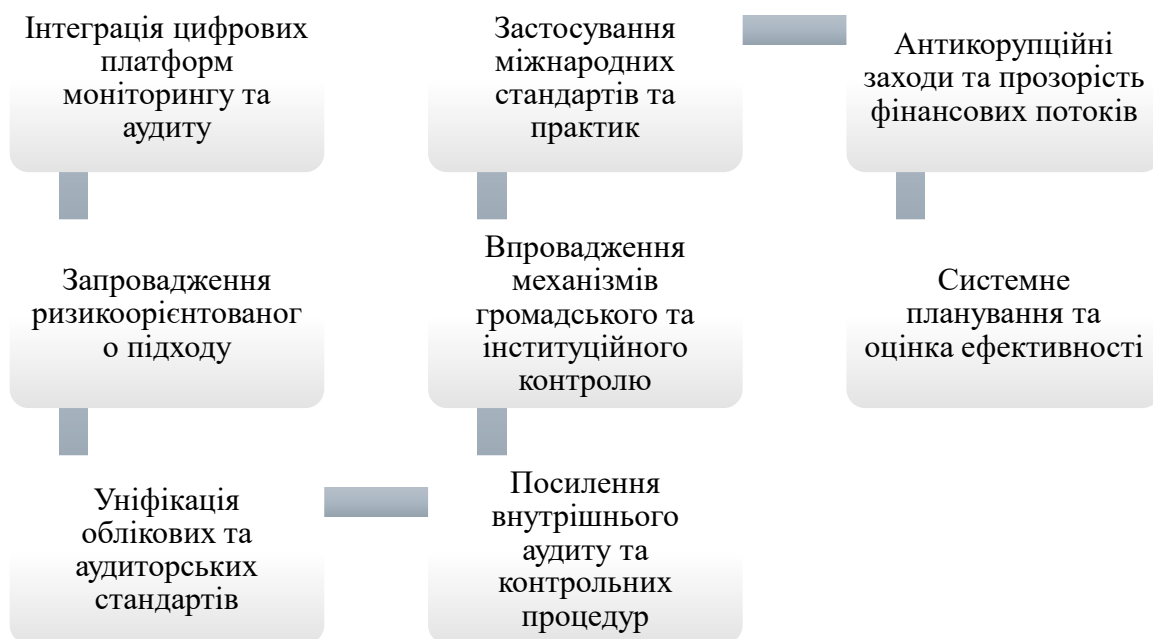 Інтеграція цифрових
платформ
моніторингу та
аудиту
Запровадження
ризикоорієнтованог
о підходу
Уніфікація
облікових та
аудиторських
стандартів
Посилення
внутрішнього
аудиту та
контрольних
процедур
Впровадження
механізмів
громадського та
інституційного
контролю
Застосування
міжнародних
стандартів та
практик
Антикорупційні
заходи та прозорість
фінансових потоків
Системне
планування та
оцінка ефективності